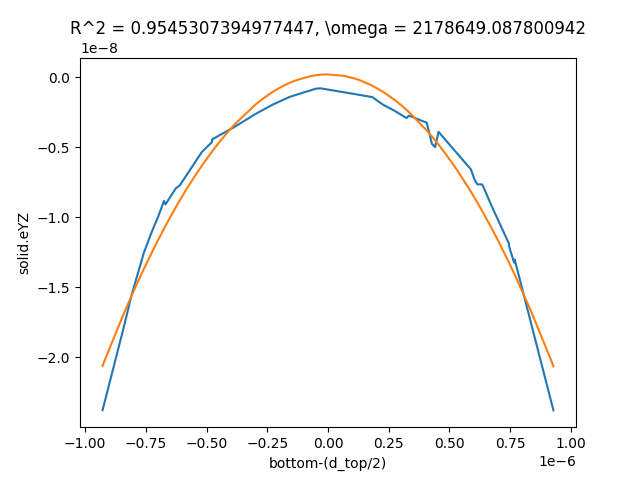 R^2 = 0.9545307394977447, \omega = 2178649.087800942
1e−8
0.0
−0.5
−1.0
−1.5
−2.0
solid.eYZ
−1.00 −0.75 −0.50 −0.25 0.00 0.25 0.50 0.75 1.00
bottom-(d_top/2)
1e−6